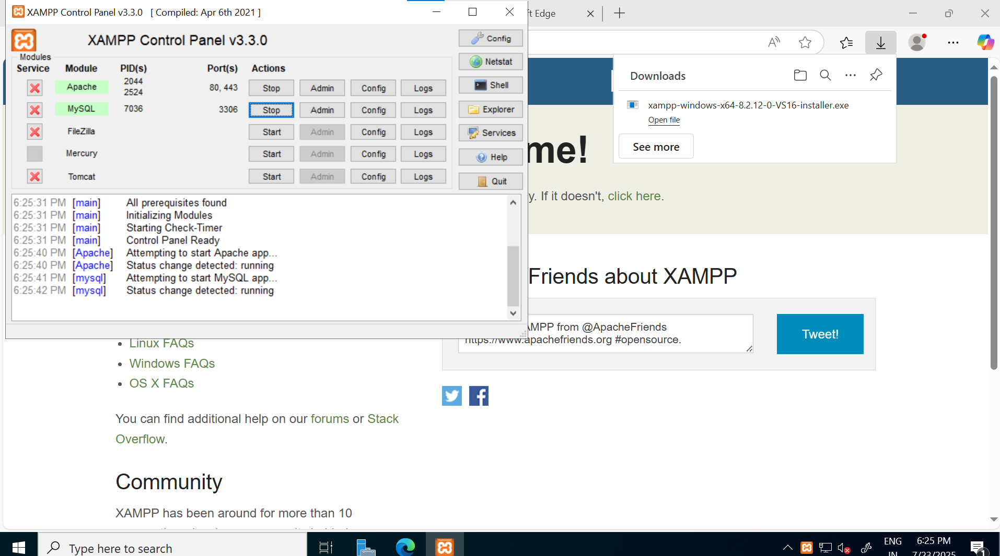 XAMPP Control Panel v3.3.0 [ Compiled: Apr 6th 2021 ]
XAMPP Control Panel v3.3.0
Modules
Service Module PID(s) Port(s) Actions
Apache 2044 2524 80, 443 Stop Admin Config Logs
MySQL 7036 3306 Stop Admin Config Logs
FileZilla Start Admin Config Logs
Mercury Start Admin Config Logs
Tomcat Start Admin Config Logs
Config
Netstat
Shell
Explorer
Services
Help
Quit
6:25:31 PM [main] All prerequisites found
6:25:31 PM [main] Initializing Modules
6:25:31 PM [main] Starting Check-Timer
6:25:31 PM [main] Control Panel Ready
6:25:40 PM [Apache] Attempting to start Apache app...
6:25:40 PM [Apache] Status change detected: running
6:25:41 PM [mysql] Attempting to start MySQL app...
6:25:42 PM [mysql] Status change detected: running
ft Edge
Downloads
xampp-windows-x64-8.2.12-0-VS16-installer.exe
Open file
See more
me!
y. If it doesn't, click here.
Friends about XAMPP
AMPP from @ApacheFriends
https://www.apachefriends.org #opensource.
Tweet!
Linux FAQs
Windows FAQs
OS X FAQs
You can find additional help on our forums or Stack
Overflow.
Community
XAMPP has been around for more than 10
Type here to search
ENG
IN
6:25 PM
7/23/2025
1